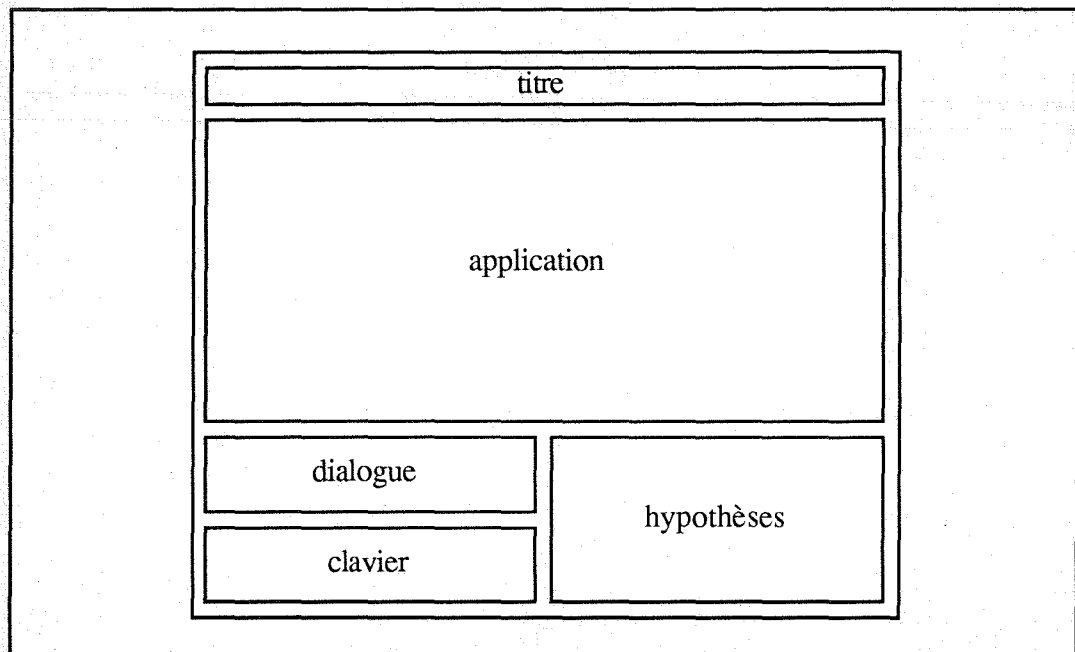 titre
application
dialogue
hypothèses
clavier